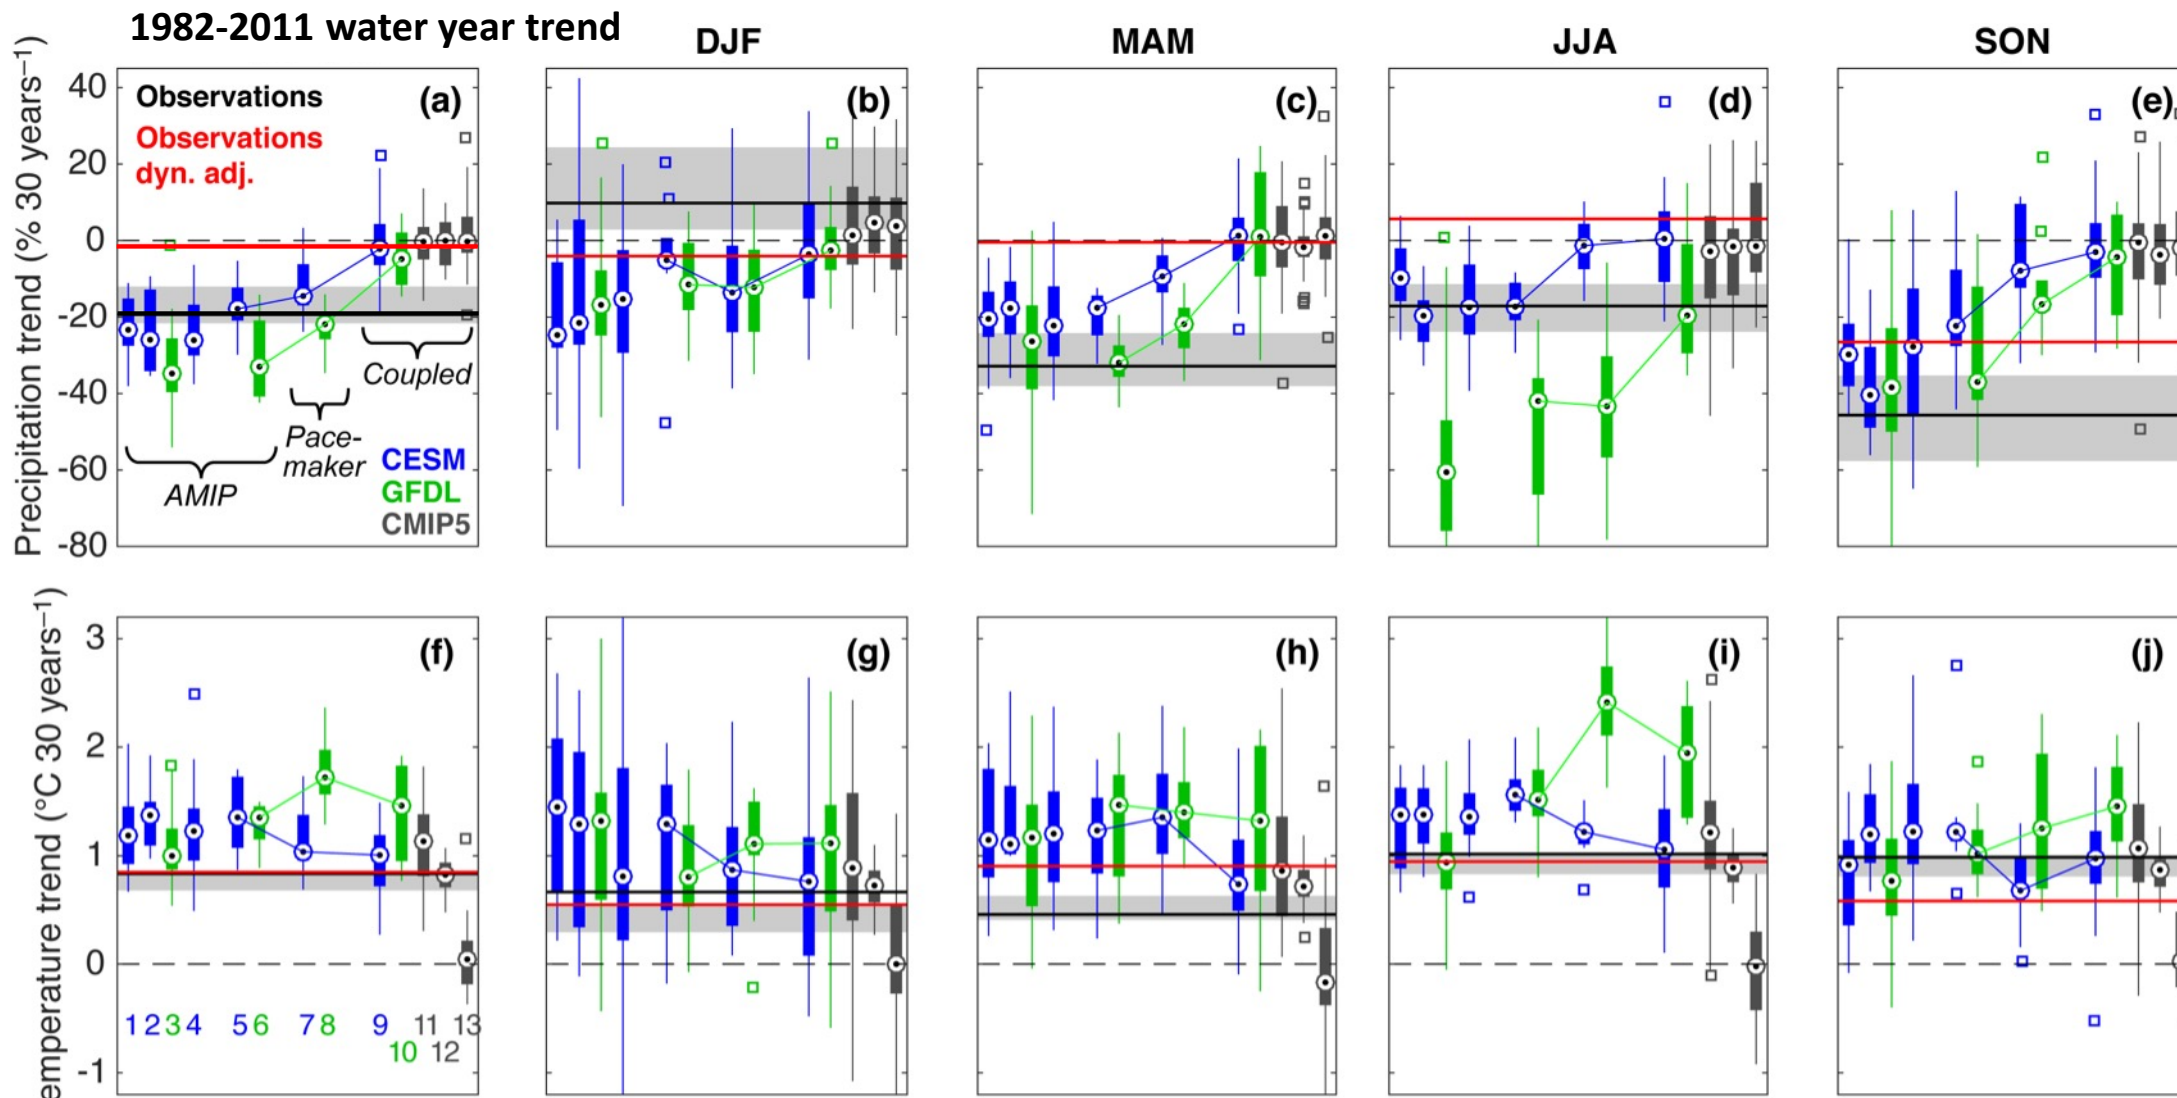 1982-2011 water year trend
DJF
MAM
JJA
SON
Precipitation trend (% 30 years⁻¹)
40
20
0
-20
-40
-60
-80
Observations
Observations
dyn. adj.
(a)
(b)
(c)
(d)
(e)
Coupled
Pace-
maker
AMIP
CESM
GFDL
CMIP5
emperature trend (°C 30 years⁻¹)
3
2
1
0
-1
(f)
(g)
(h)
(i)
(j)
1 2 3 4 5 6 7 8 9 11 13
10 12